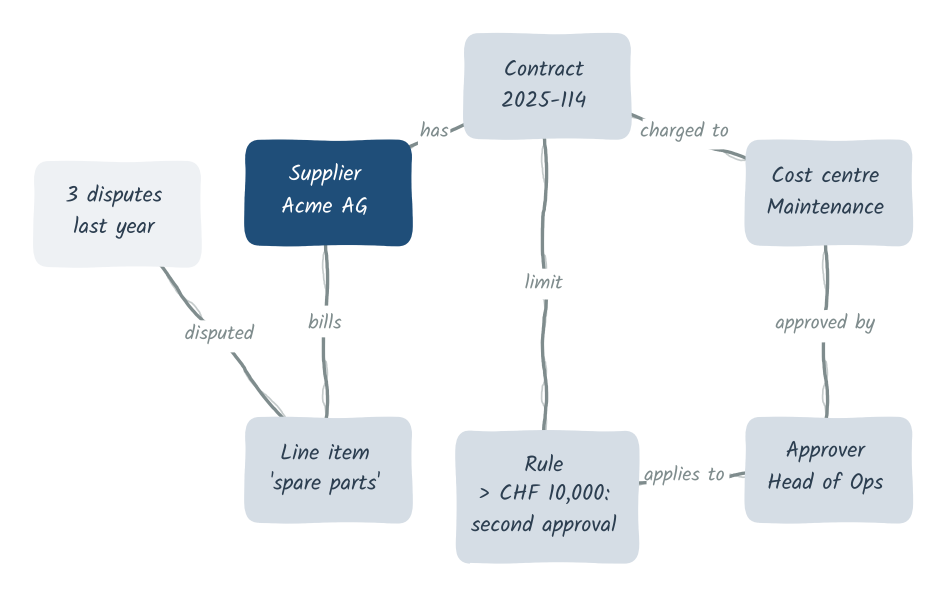 Contract
2025-114
has
charged to
Supplier
Acme AG
Cost centre
Maintenance
3 disputes
last year
limit
disputed
bills
approved by
Line item
'spare parts'
Rule
> CHF 10,000:
second approval
applies to
Approver
Head of Ops